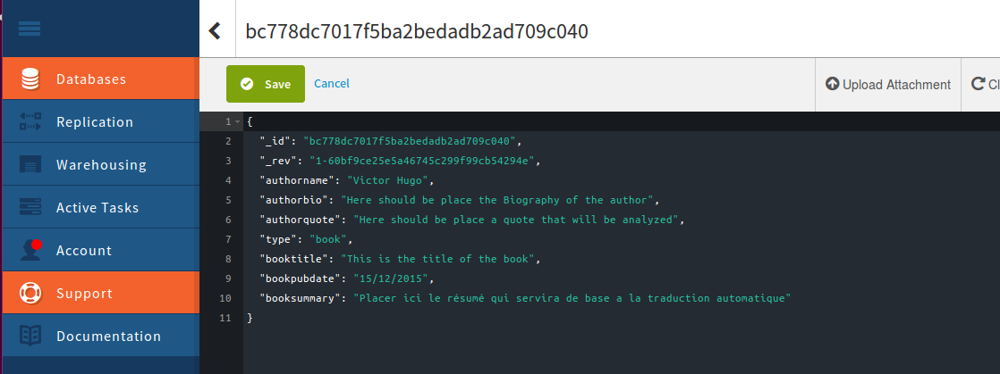 bc778dc7017f5ba2bedadb2ad709c040
Databases
Replication
Warehousing
Active Tasks
Account
Support
Documentation
Save
Cancel
Upload Attachment
Cl
1 {
2 "_id": "bc778dc7017f5ba2bedadb2ad709c040",
3 "_rev": "1-60bf9ce25e5a46745c299f99cb54294e",
4 "authorname": "Victor Hugo",
5 "authorbio": "Here should be place the Biography of the author",
6 "authorquote": "Here should be place a quote that will be analyzed",
7 "type": "book",
8 "booktitle": "This is the title of the book",
9 "bookpubdate": "15/12/2015",
10 "booksummary": "Placer ici le résumé qui servira de base a la traduction automatique"
11 }